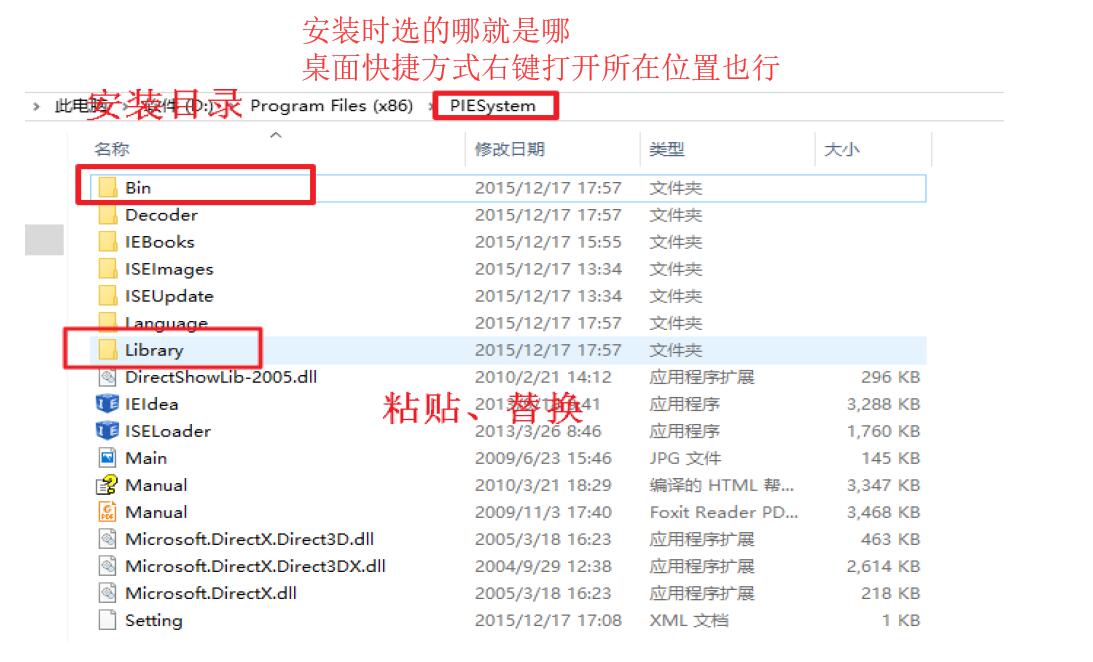 安装时选的哪就是哪
桌面快捷方式右键打开所在位置也行
此电脑 软件 (D:) Program Files (x86) PIESystem
安装目录
名称 修改日期 类型 大小
Bin 2015/12/17 17:57 文件夹
Decoder 2015/12/17 17:57 文件夹
IEBooks 2015/12/17 15:55 文件夹
ISEImages 2015/12/17 13:34 文件夹
ISEUpdate 2015/12/17 13:34 文件夹
Language 2015/12/17 17:57 文件夹
Library 2015/12/17 17:57 文件夹
DirectShowLib-2005.dll 2010/2/21 14:12 应用程序扩展 296 KB
IEIdea 应用程序 3,288 KB
粘贴、替换
ISELoader 2013/3/26 8:46 应用程序 1,760 KB
Main 2009/6/23 15:46 JPG 文件 145 KB
Manual 2010/3/21 18:29 编译的 HTML 帮... 3,347 KB
Manual 2009/11/3 17:40 Foxit Reader PD... 3,468 KB
Microsoft.DirectX.Direct3D.dll 2005/3/18 16:23 应用程序扩展 463 KB
Microsoft.DirectX.Direct3DX.dll 2004/9/29 12:38 应用程序扩展 2,614 KB
Microsoft.DirectX.dll 2005/3/18 16:23 应用程序扩展 218 KB
Setting 2015/12/17 17:08 XML 文档 1 KB